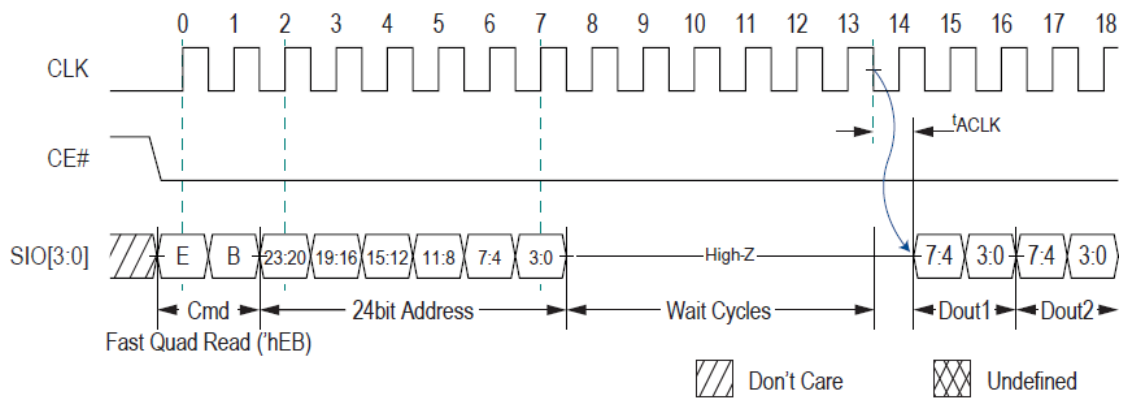 0 1 2 3 4 5 6 7 8 9 10 11 12 13 14 15 16 17 18
CLK
tACLK
CE#
SIO[3:0] E B 23:20 19:16 15:12 11:8 7:4 3:0 High-Z 7:4 3:0 7:4 3:0
Cmd 24bit Address Wait Cycles Dout1 Dout2
Fast Quad Read ('hEB)
Don't Care Undefined